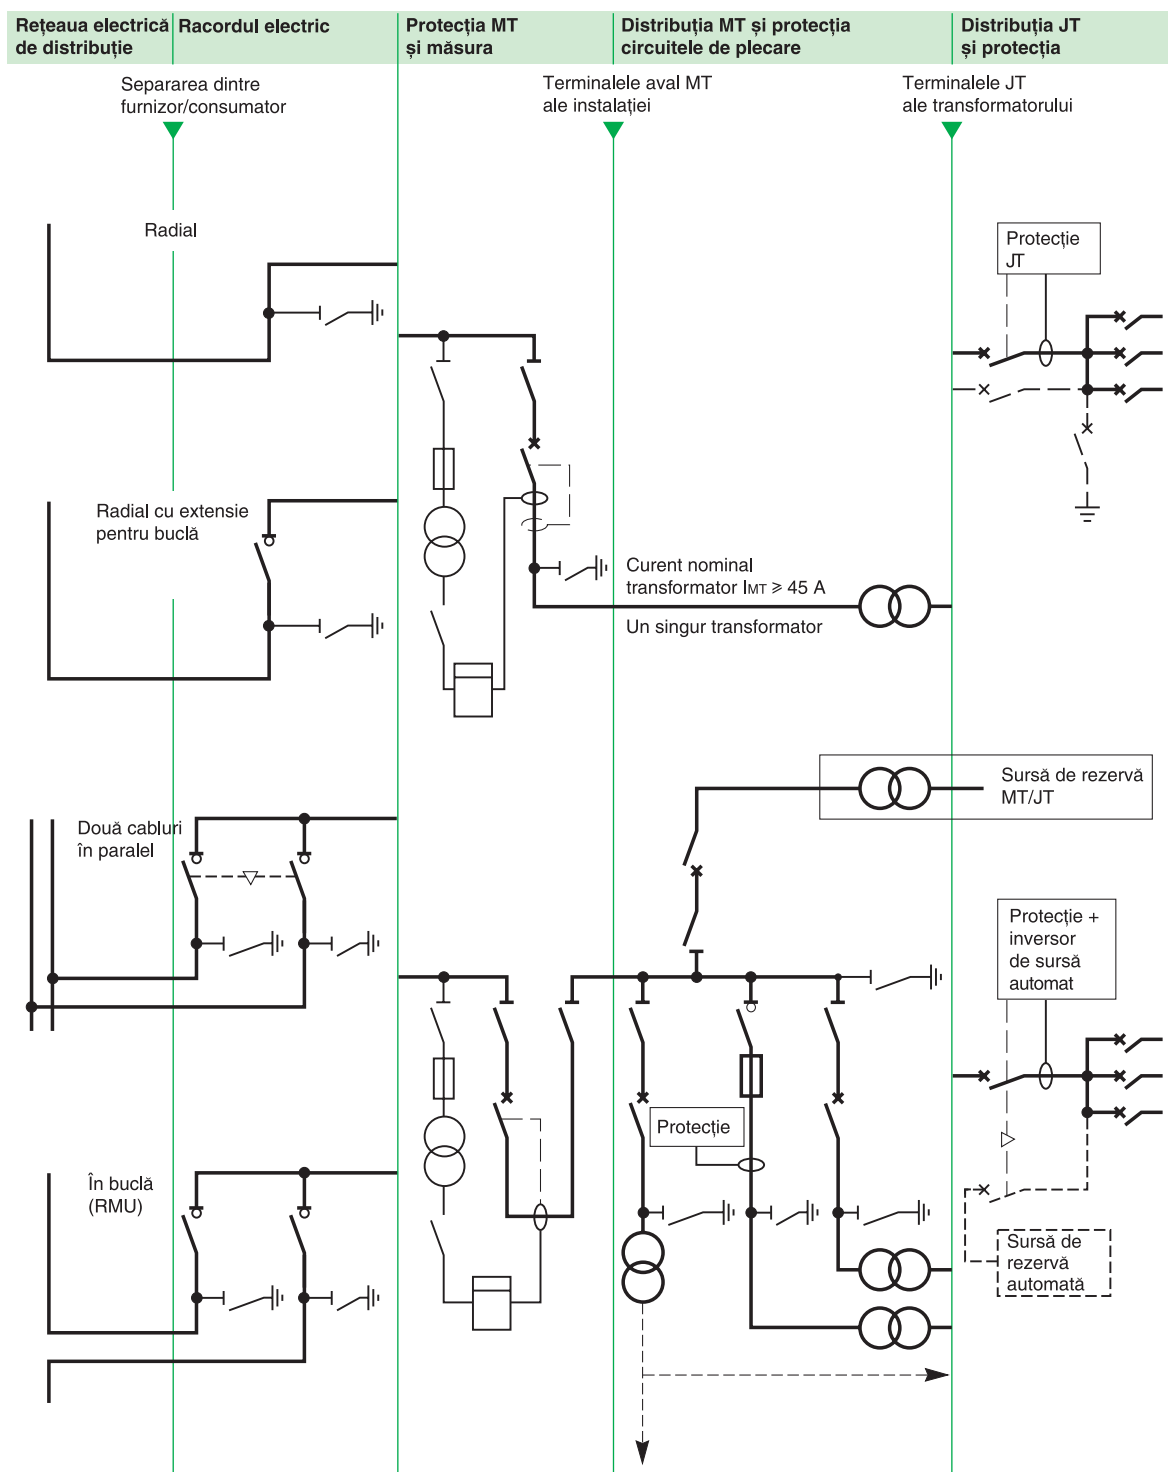 Rețeaua electrică
de distribuție
Racordul electric
Protecția MT
și măsura
Distribuția MT și protecția
circuitele de plecare
Distribuția JT
și protecția
Separarea dintre
furnizor/consumator
Terminalele aval MT
ale instalației
Terminalele JT
ale transformatorului
Radial
Protecție
JT
Radial cu extensie
pentru buclă
Curent nominal
transformator IMT ⩾ 45 A
Un singur transformator
Sursă de rezervă
MT/JT
Două cabluri
în paralel
Protecție +
inversor
de sursă
automat
Protecție
În buclă
(RMU)
Sursă de
rezervă
automată